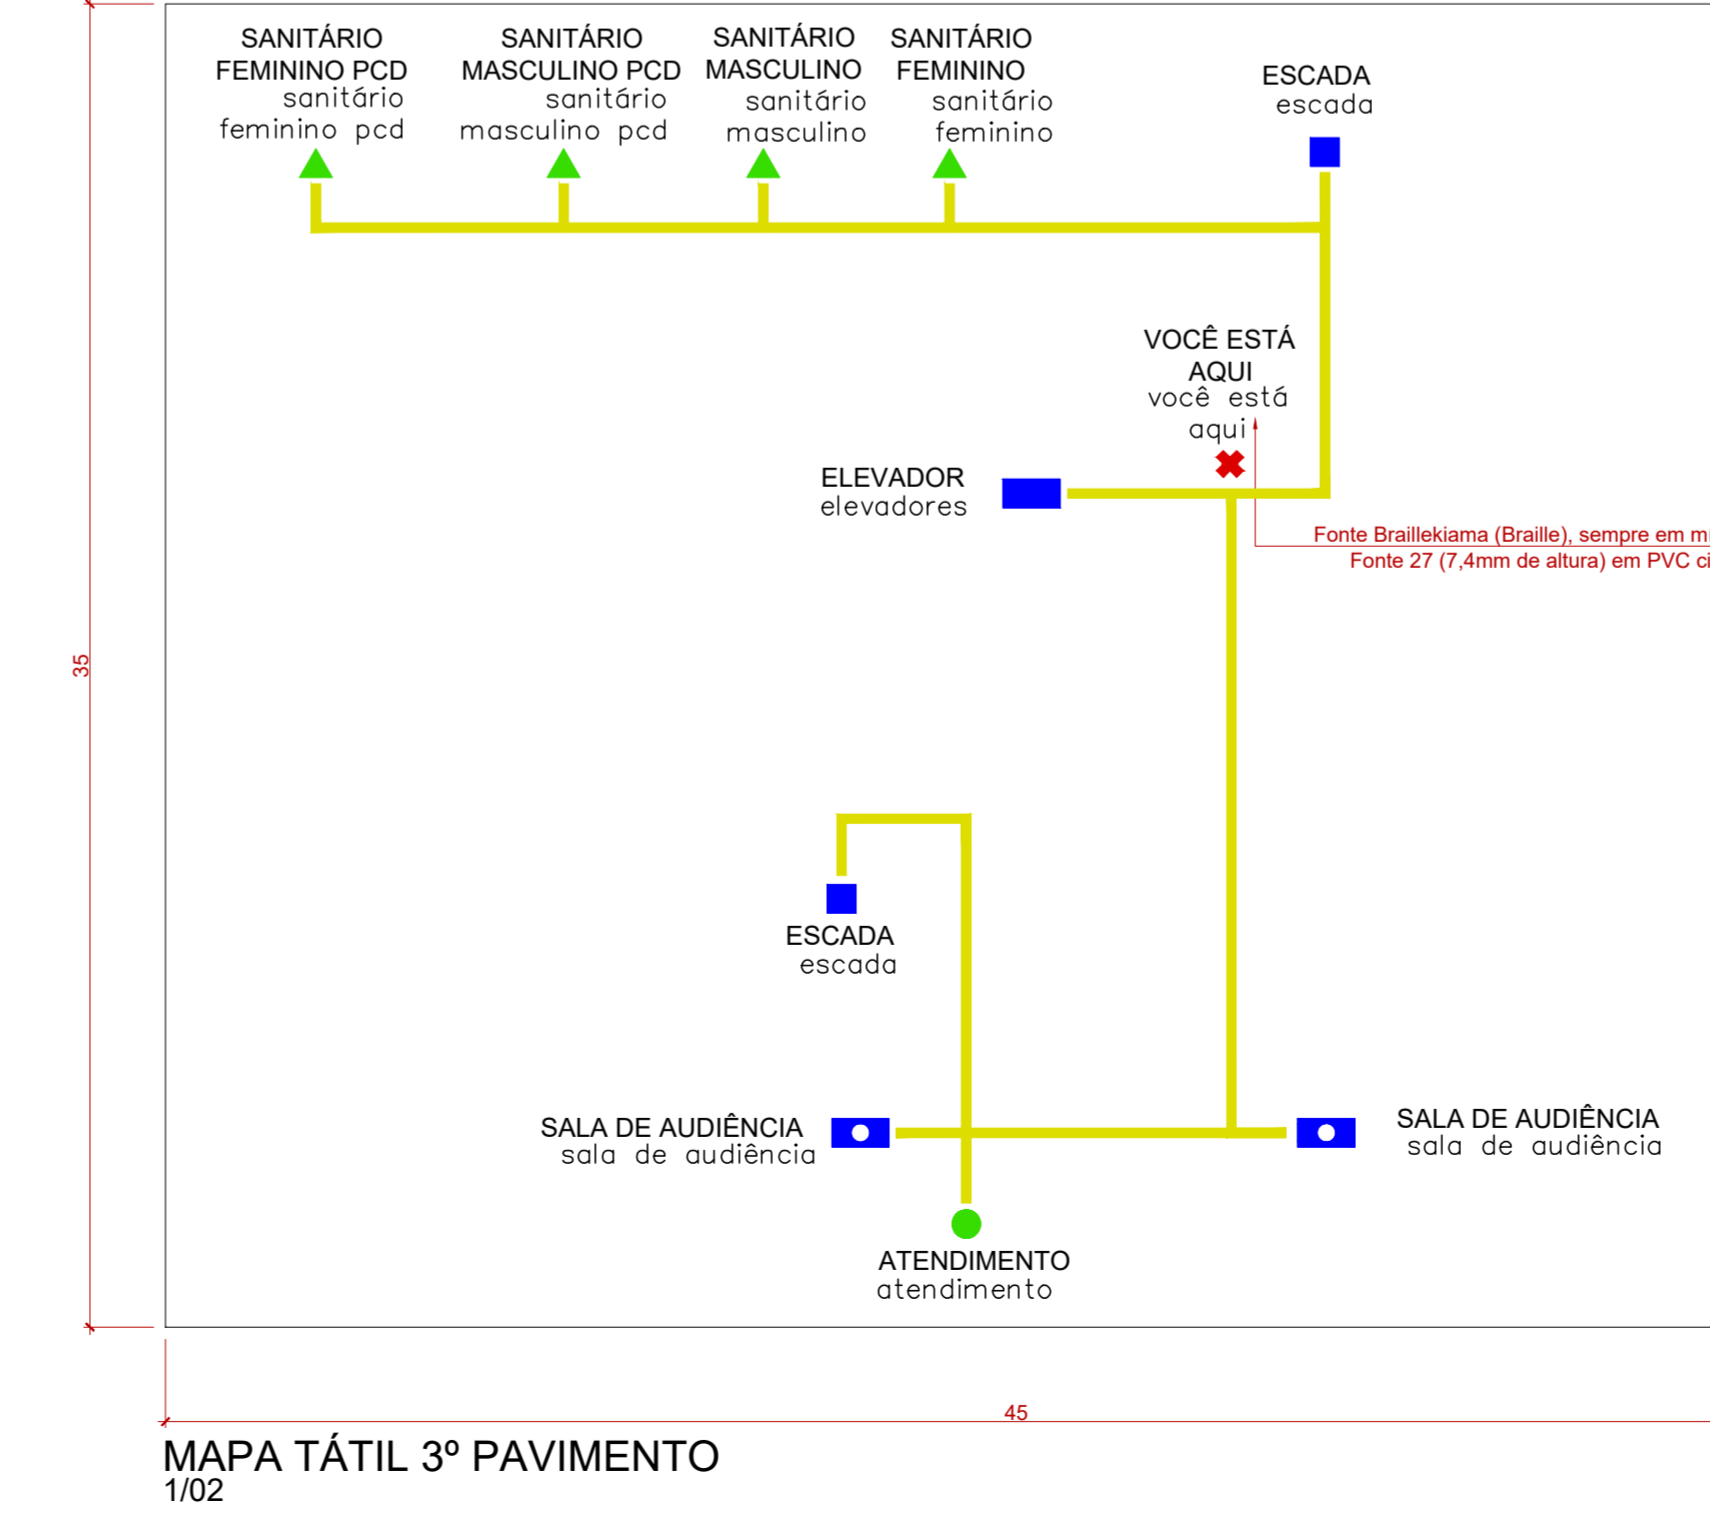 SANITÁRIO
FEMININO PCD
sanitário
feminino pcd
SANITÁRIO
MASCULINO PCD
sanitário
masculino pcd
SANITÁRIO
MASCULINO
sanitário
masculino
SANITÁRIO
FEMININO
sanitário
feminino
ESCADA
escada
VOCÊ ESTÁ
AQUI
você está
aqui
ELEVADOR
elevadores
Fonte Braillekiama (Braille), sempre em
Fonte 27 (7,4mm de altura) em PVC
35
ESCADA
escada
SALA DE AUDIÊNCIA
sala de audiência
SALA DE AUDIÊNCIA
sala de audiência
ATENDIMENTO
atendimento
45
MAPA TÁTIL 3º PAVIMENTO
1/02